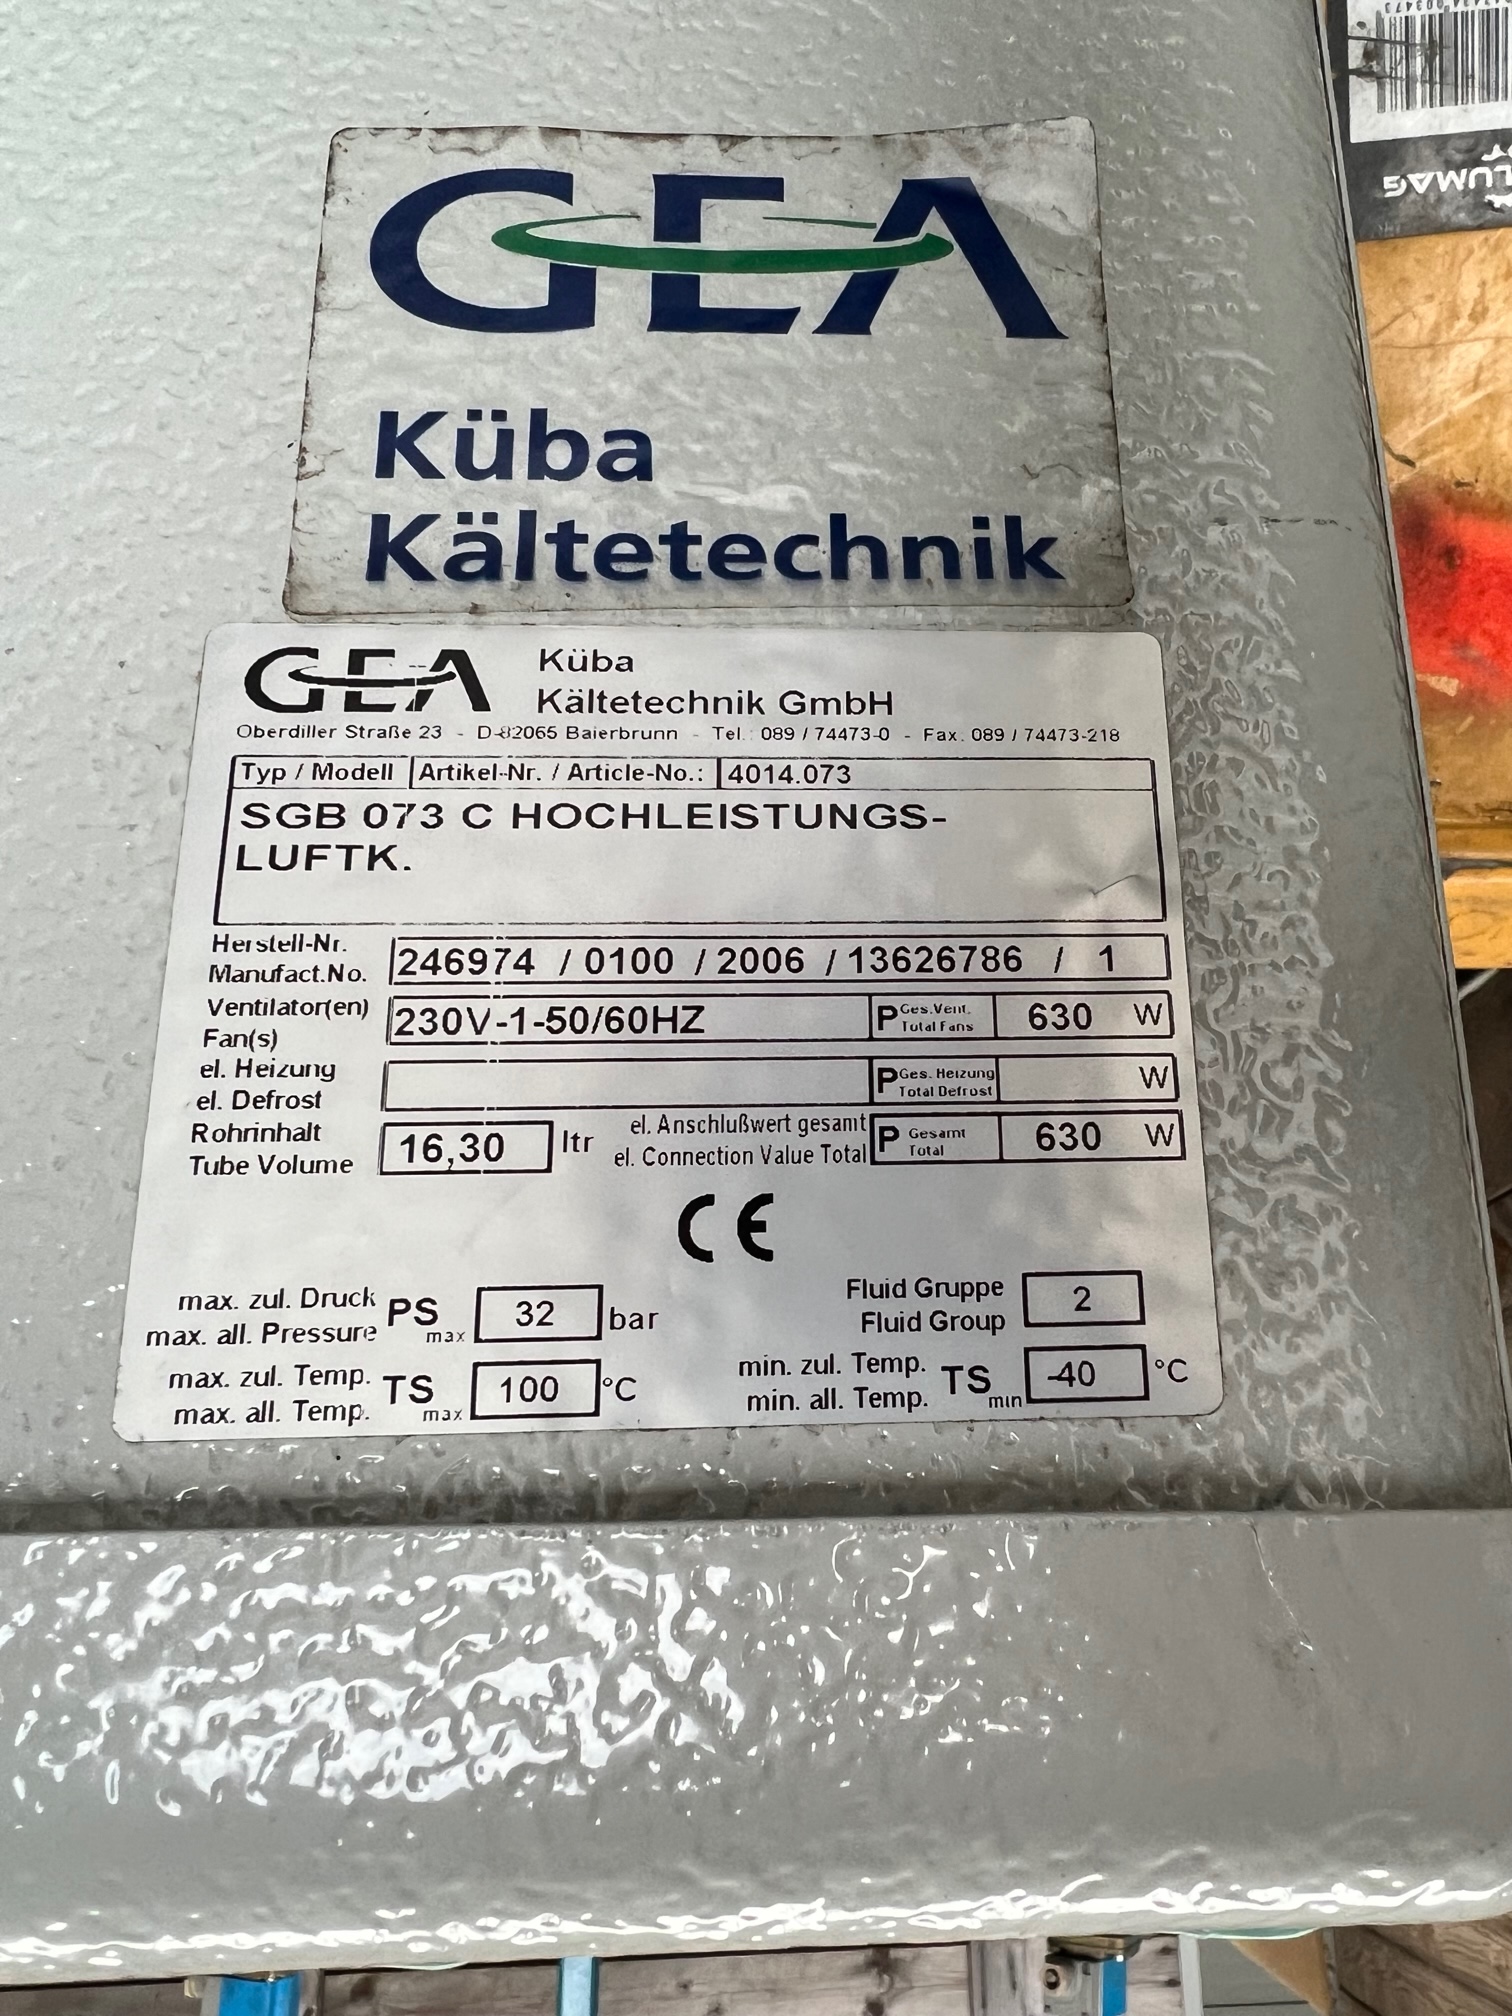 GEA
Küba
Kältetechnik
GEA Küba
Kältetechnik GmbH
Oberdiller Straße 23 - D-82065 Baierbrunn - Tel.: 089 / 74473-0 - Fax. 089 / 74473-218
Typ / Modell Artikel-Nr. / Article-No.: 4014.073
SGB 073 C HOCHLEISTUNGS-
LUFTK.
Herstell-Nr.
Manufact.No. 246974 / 0100 / 2006 / 13626786 / 1
Ventilator(en)
Fan(s) 230V-1-50/60HZ P Ges.Vent. Total Fans 630 W
el. Heizung
el. Defrost P Ges. Heizung Total Defrost W
Rohrinhalt
Tube Volume 16,30 ltr el. Anschlußwert gesamt
el. Connection Value Total P Gesamt Total 630 W
CE
max. zul. Druck
max. all. Pressure PS max 32 bar
Fluid Gruppe
Fluid Group 2
max. zul. Temp.
max. all. Temp. TS max 100 °C
min. zul. Temp.
min. all. Temp. TS min -40 °C
LUMAG